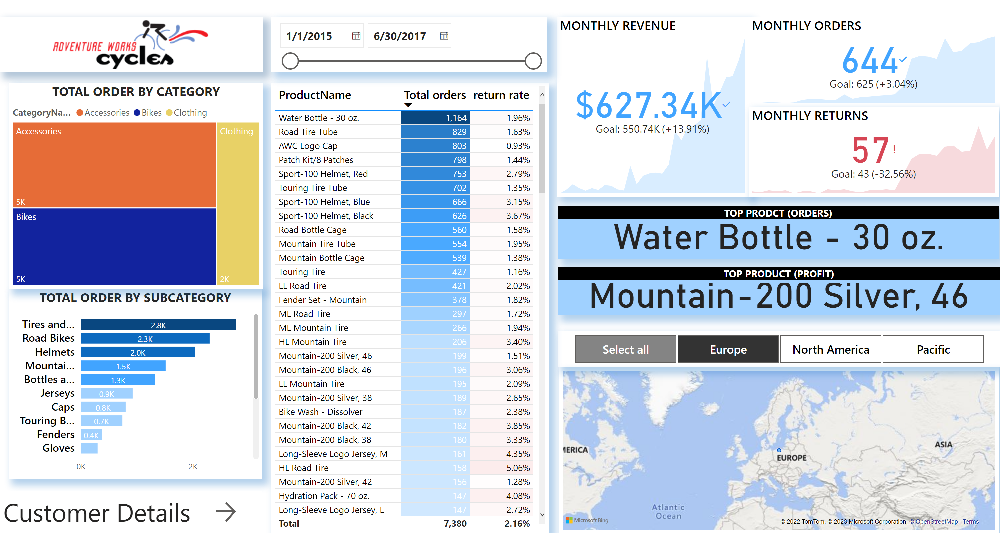 ADVENTURE WORKS
cycles
1/1/2015
6/30/2017
TOTAL ORDER BY CATEGORY
CategoryNa... Accessories Bikes Clothing
Accessories
5K
Bikes
5K
Clothing
2K
TOTAL ORDER BY SUBCATEGORY
Tires and... 2.8K
Road Bikes 2.3K
Helmets 2.0K
Mountai... 1.5K
Bottles a... 1.3K
Jerseys 0.9K
Caps 0.8K
Touring B... 0.7K
Fenders 0.4K
Gloves
0K 2K
Customer Details
ProductName Total orders return rate
Water Bottle - 30 oz. 1,164 1.96%
Road Tire Tube 829 1.63%
AWC Logo Cap 803 0.93%
Patch Kit/8 Patches 798 1.44%
Sport-100 Helmet, Red 753 2.79%
Touring Tire Tube 702 1.35%
Sport-100 Helmet, Blue 666 3.15%
Sport-100 Helmet, Black 626 3.67%
Road Bottle Cage 560 1.58%
Mountain Tire Tube 554 1.95%
Mountain Bottle Cage 539 1.38%
Touring Tire 427 1.16%
LL Road Tire 421 2.02%
Fender Set - Mountain 378 1.82%
ML Road Tire 297 1.72%
ML Mountain Tire 266 1.94%
HL Mountain Tire 206 3.40%
Mountain-200 Silver, 46 199 1.51%
Mountain-200 Black, 46 196 3.06%
LL Mountain Tire 195 2.09%
Mountain-200 Silver, 38 189 2.65%
Bike Wash - Dissolver 187 2.38%
Mountain-200 Black, 42 182 3.85%
Mountain-200 Black, 38 180 3.33%
Long-Sleeve Logo Jersey, M 161 4.35%
HL Road Tire 158 5.06%
Mountain-200 Silver, 42 156 1.28%
Hydration Pack - 70 oz. 147 4.08%
Long-Sleeve Logo Jersey, L 147 2.72%
Total 7,380 2.16%
MONTHLY REVENUE
$627.34K
Goal: 550.74K (+13.91%)
MONTHLY ORDERS
644
Goal: 625 (+3.04%)
MONTHLY RETURNS
57!
Goal: 43 (-32.56%)
TOP PRODCT (ORDERS)
Water Bottle - 30 oz.
TOP PRODUCT (PROFIT)
Mountain-200 Silver, 46
Select all Europe North America Pacific
MERICA
EUROPE
ASIA
Atlantic
Ocean
Microsoft Bing
© 2022 TomTom, © 2023 Microsoft Corporation, © OpenStreetMap Terms